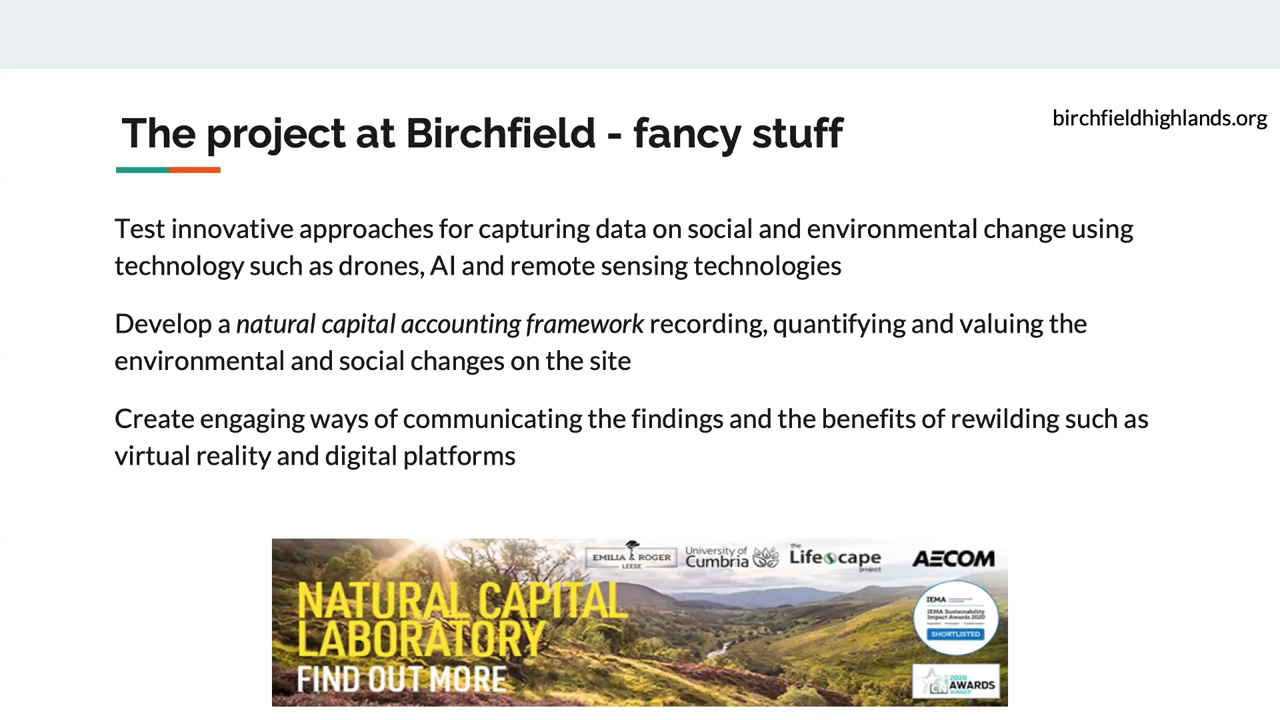 The project at Birchfield - fancy stuff
birchfieldhighlands.org
Test innovative approaches for capturing data on social and environmental change using
technology such as drones, AI and remote sensing technologies
Develop a natural capital accounting framework recording, quantifying and valuing the
environmental and social changes on the site
Create engaging ways of communicating the findings and the benefits of rewilding such as
virtual reality and digital platforms
EMILIA & ROGER
LEESE
University of
Cumbria
the
Lifescape
project
AECOM
NATURAL CAPITAL
LABORATORY
FIND OUT MORE
IEMA
IEMA Sustainability
Impact Awards 2020
SHORTLISTED
2020
AWARDS
WINNER